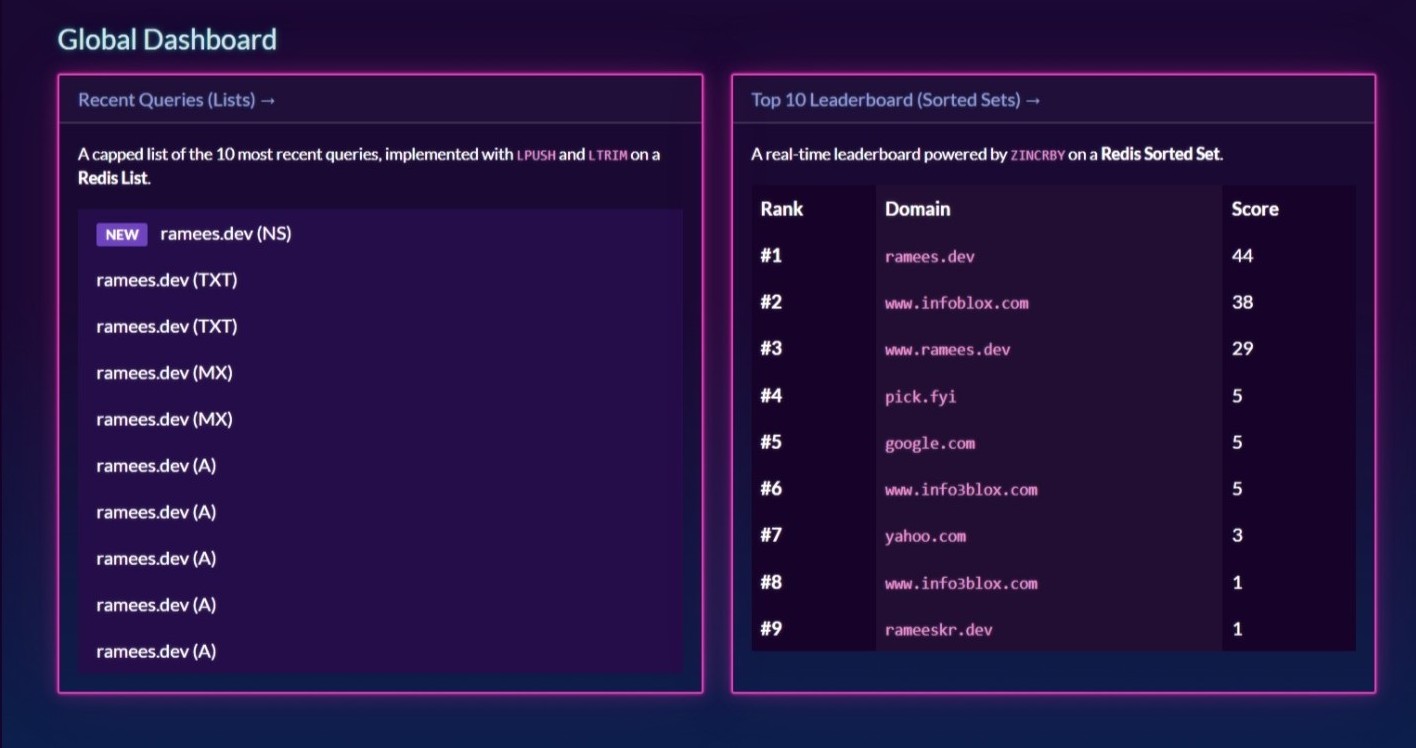 Global Dashboard
Recent Queries (Lists) →
A capped list of the 10 most recent queries, implemented with LPUSH and LTRIM on a
Redis List.
NEW ramees.dev (NS)
ramees.dev (TXT)
ramees.dev (TXT)
ramees.dev (MX)
ramees.dev (MX)
ramees.dev (A)
ramees.dev (A)
ramees.dev (A)
ramees.dev (A)
ramees.dev (A)
Top 10 Leaderboard (Sorted Sets) →
A real-time leaderboard powered by ZINCRBY on a Redis Sorted Set.
Rank Domain Score
#1 ramees.dev 44
#2 www.infoblox.com 38
#3 www.ramees.dev 29
#4 pick.fyi 5
#5 google.com 5
#6 www.info3blox.com 5
#7 yahoo.com 3
#8 www.info3blox.com 1
#9 rameeskr.dev 1